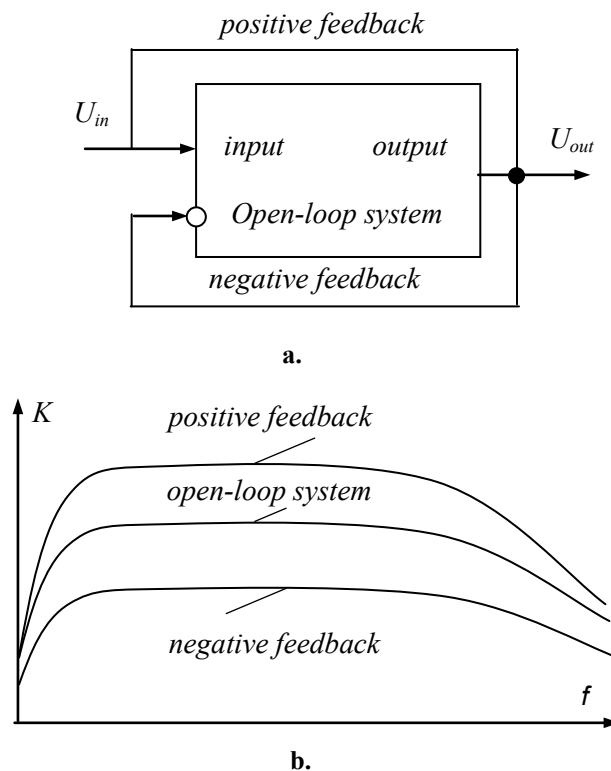 positive feedback
U_in
U_out
input output
Open-loop system
negative feedback
a.
K
positive feedback
open-loop system
negative feedback
f
b.